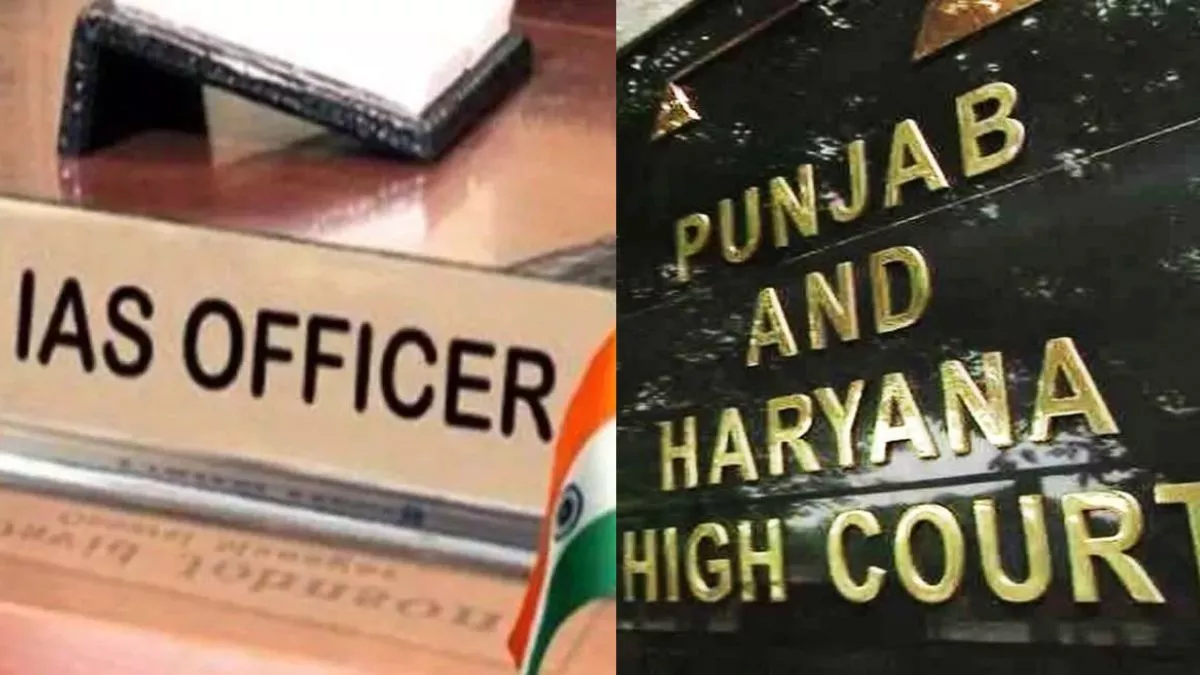 IAS OFFICER
PUNJAB
AND
HARYANA
HIGH COURT